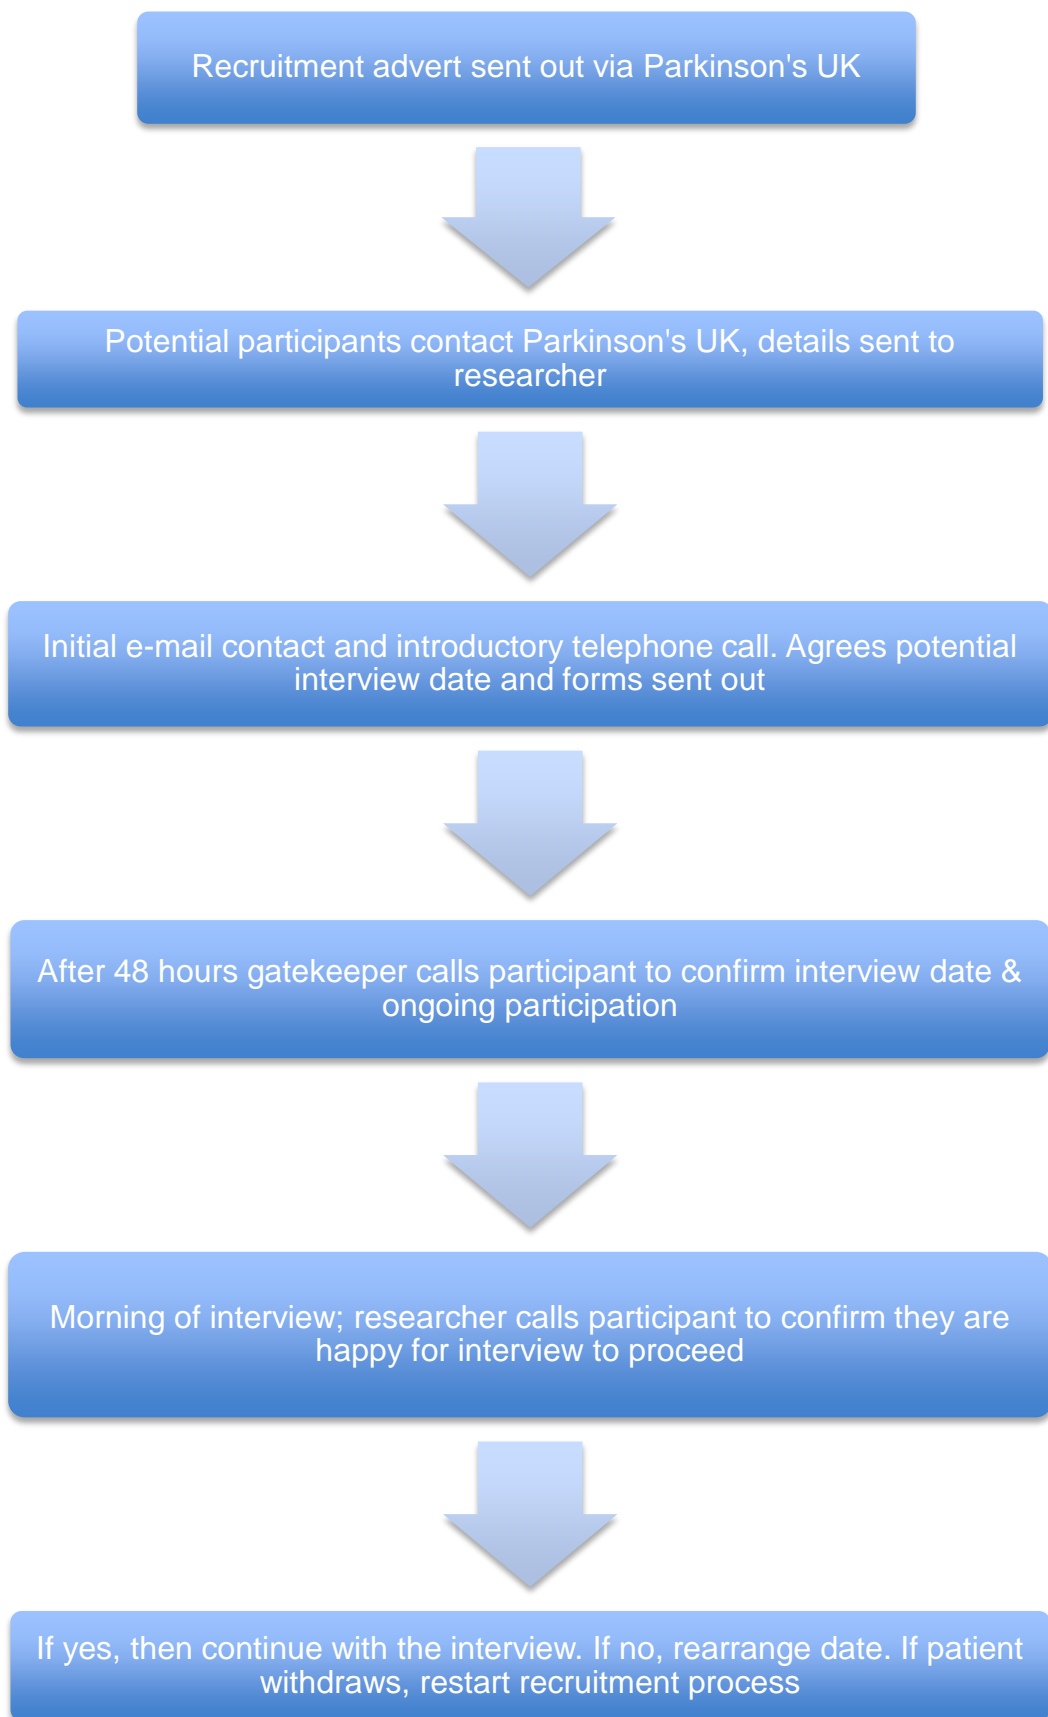 Recruitment advert sent out via Parkinson's UK
Potential participants contact Parkinson's UK, details sent to
researcher
Initial e-mail contact and introductory telephone call. Agrees potential
interview date and forms sent out
After 48 hours gatekeeper calls participant to confirm interview date &
ongoing participation
Morning of interview; researcher calls participant to confirm they are
happy for interview to proceed
If yes, then continue with the interview. If no, rearrange date. If patient
withdraws, restart recruitment process